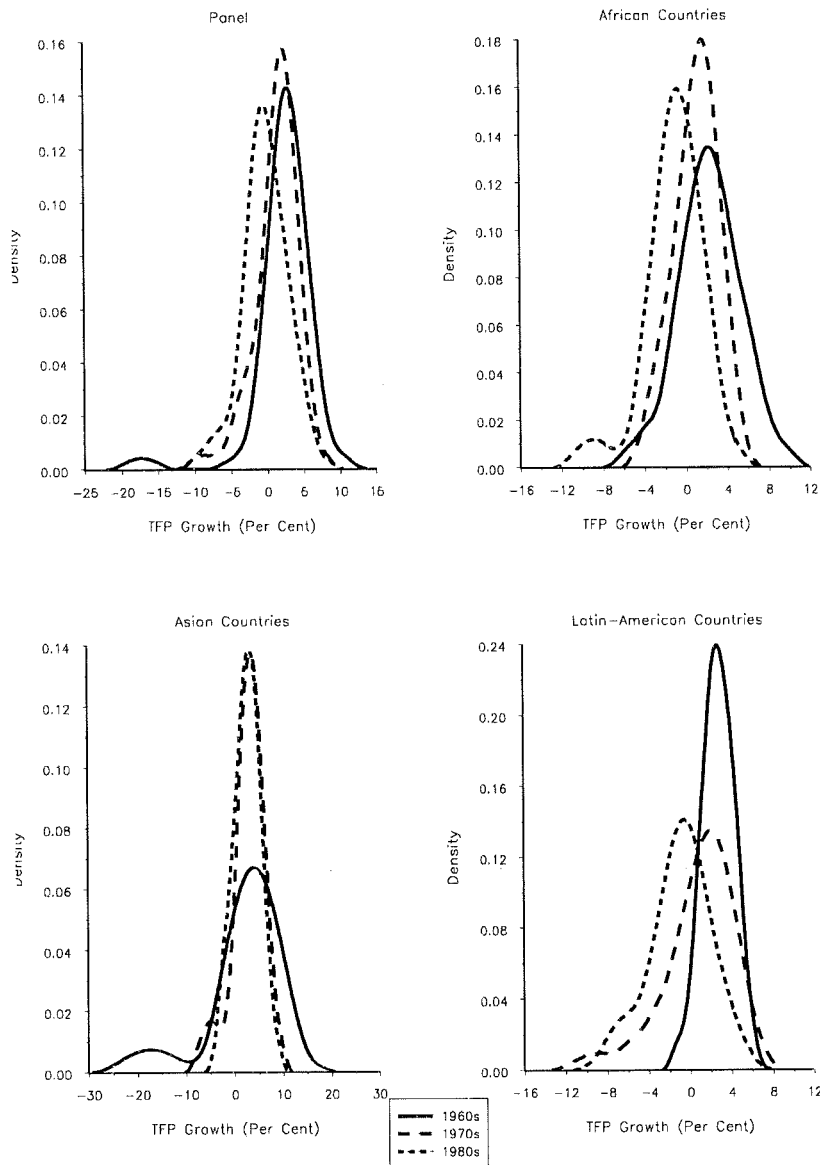 Panel
0.16
0.14
0.12
0.10
0.08
0.06
0.04
0.02
0.00
Density
-25 -20 -15 -10 -5 0 5 10 15
TFP Growth (Per Cent)
African Countries
0.18
0.16
0.14
0.12
0.10
0.08
0.06
0.04
0.02
0.00
Density
-16 -12 -8 -4 0 4 8 12
TFP Growth (Per Cent)
Asian Countries
0.14
0.12
0.10
0.08
0.06
0.04
0.02
0.00
Density
-30 -20 -10 0 10 20 30
TFP Growth (Per Cent)
Latin-American Countries
0.24
0.20
0.16
0.12
0.08
0.04
0.00
Density
-16 -12 -8 -4 0 4 8 12
TFP Growth (Per Cent)
1960s
1970s
1980s